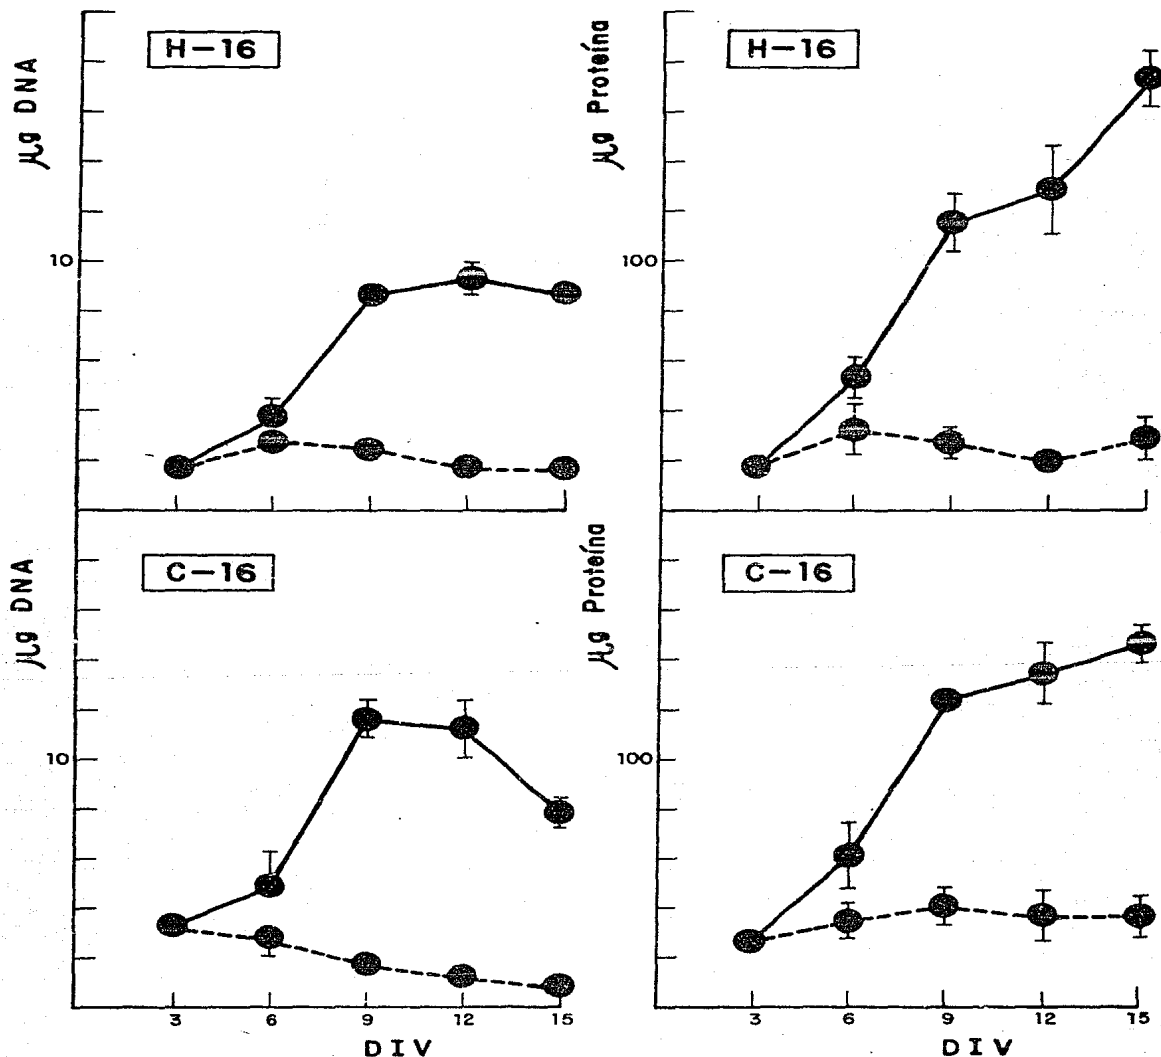 H-16
µg DNA
10
H-16
µg Proteína
100
C-16
µg DNA
10
3 6 9 12 15
DIV
C-16
µg Proteína
100
3 6 9 12 15
DIV